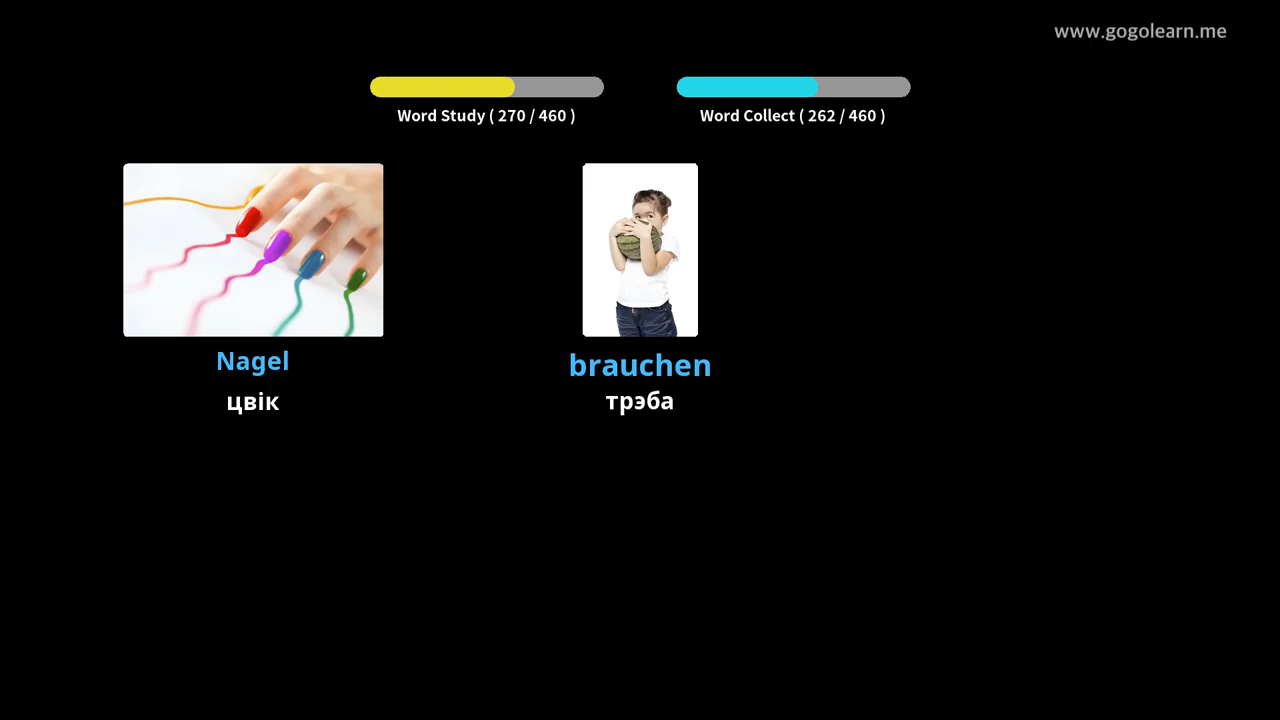 www.gogolearn.me
Word Study ( 270 / 460 )
Word Collect ( 262 / 460 )
Nagel
цвік
brauchen
трэба